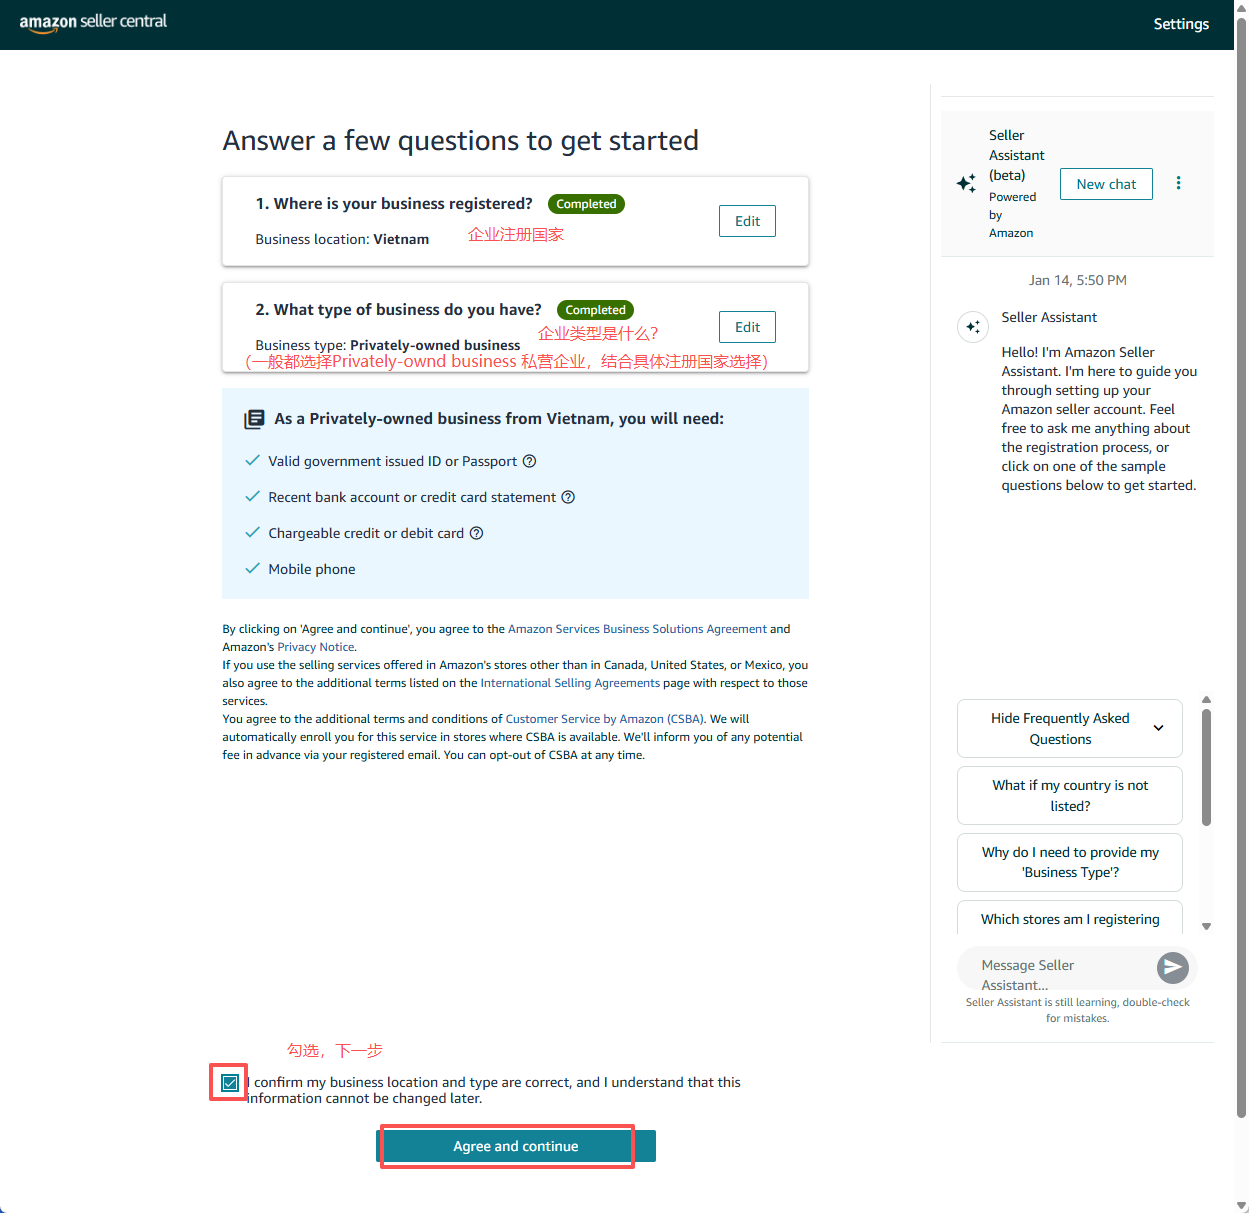 amazon seller central
Settings
Answer a few questions to get started
1. Where is your business registered? Completed
Edit
Business location: Vietnam 企业注册国家
2. What type of business do you have? Completed
Edit
企业类型是什么？
Business type: Privately-owned business
（一般都选择Privately-ownd business 私营企业，结合具体注册国家选择）
As a Privately-owned business from Vietnam, you will need:
Valid government issued ID or Passport
Recent bank account or credit card statement
Chargeable credit or debit card
Mobile phone
By clicking on 'Agree and continue', you agree to the Amazon Services Business Solutions Agreement and
Amazon's Privacy Notice.
If you use the selling services offered in Amazon's stores other than in Canada, United States, or Mexico, you
also agree to the additional terms listed on the International Selling Agreements page with respect to those
services.
You agree to the additional terms and conditions of Customer Service by Amazon (CSBA). We will
automatically enroll you for this service in stores where CSBA is available. We'll inform you of any potential
fee in advance via your registered email. You can opt-out of CSBA at any time.
勾选，下一步
I confirm my business location and type are correct, and I understand that this
information cannot be changed later.
Agree and continue
Seller
Assistant
(beta)
Powered
by
Amazon
New chat
Jan 14, 5:50 PM
Seller Assistant
Hello! I'm Amazon Seller
Assistant. I'm here to guide you
through setting up your
Amazon seller account. Feel
free to ask me anything about
the registration process, or
click on one of the sample
questions below to get started.
Hide Frequently Asked
Questions
What if my country is not
listed?
Why do I need to provide my
'Business Type'?
Which stores am I registering
Message Seller
Assistant...
Seller Assistant is still learning, double-check
for mistakes.